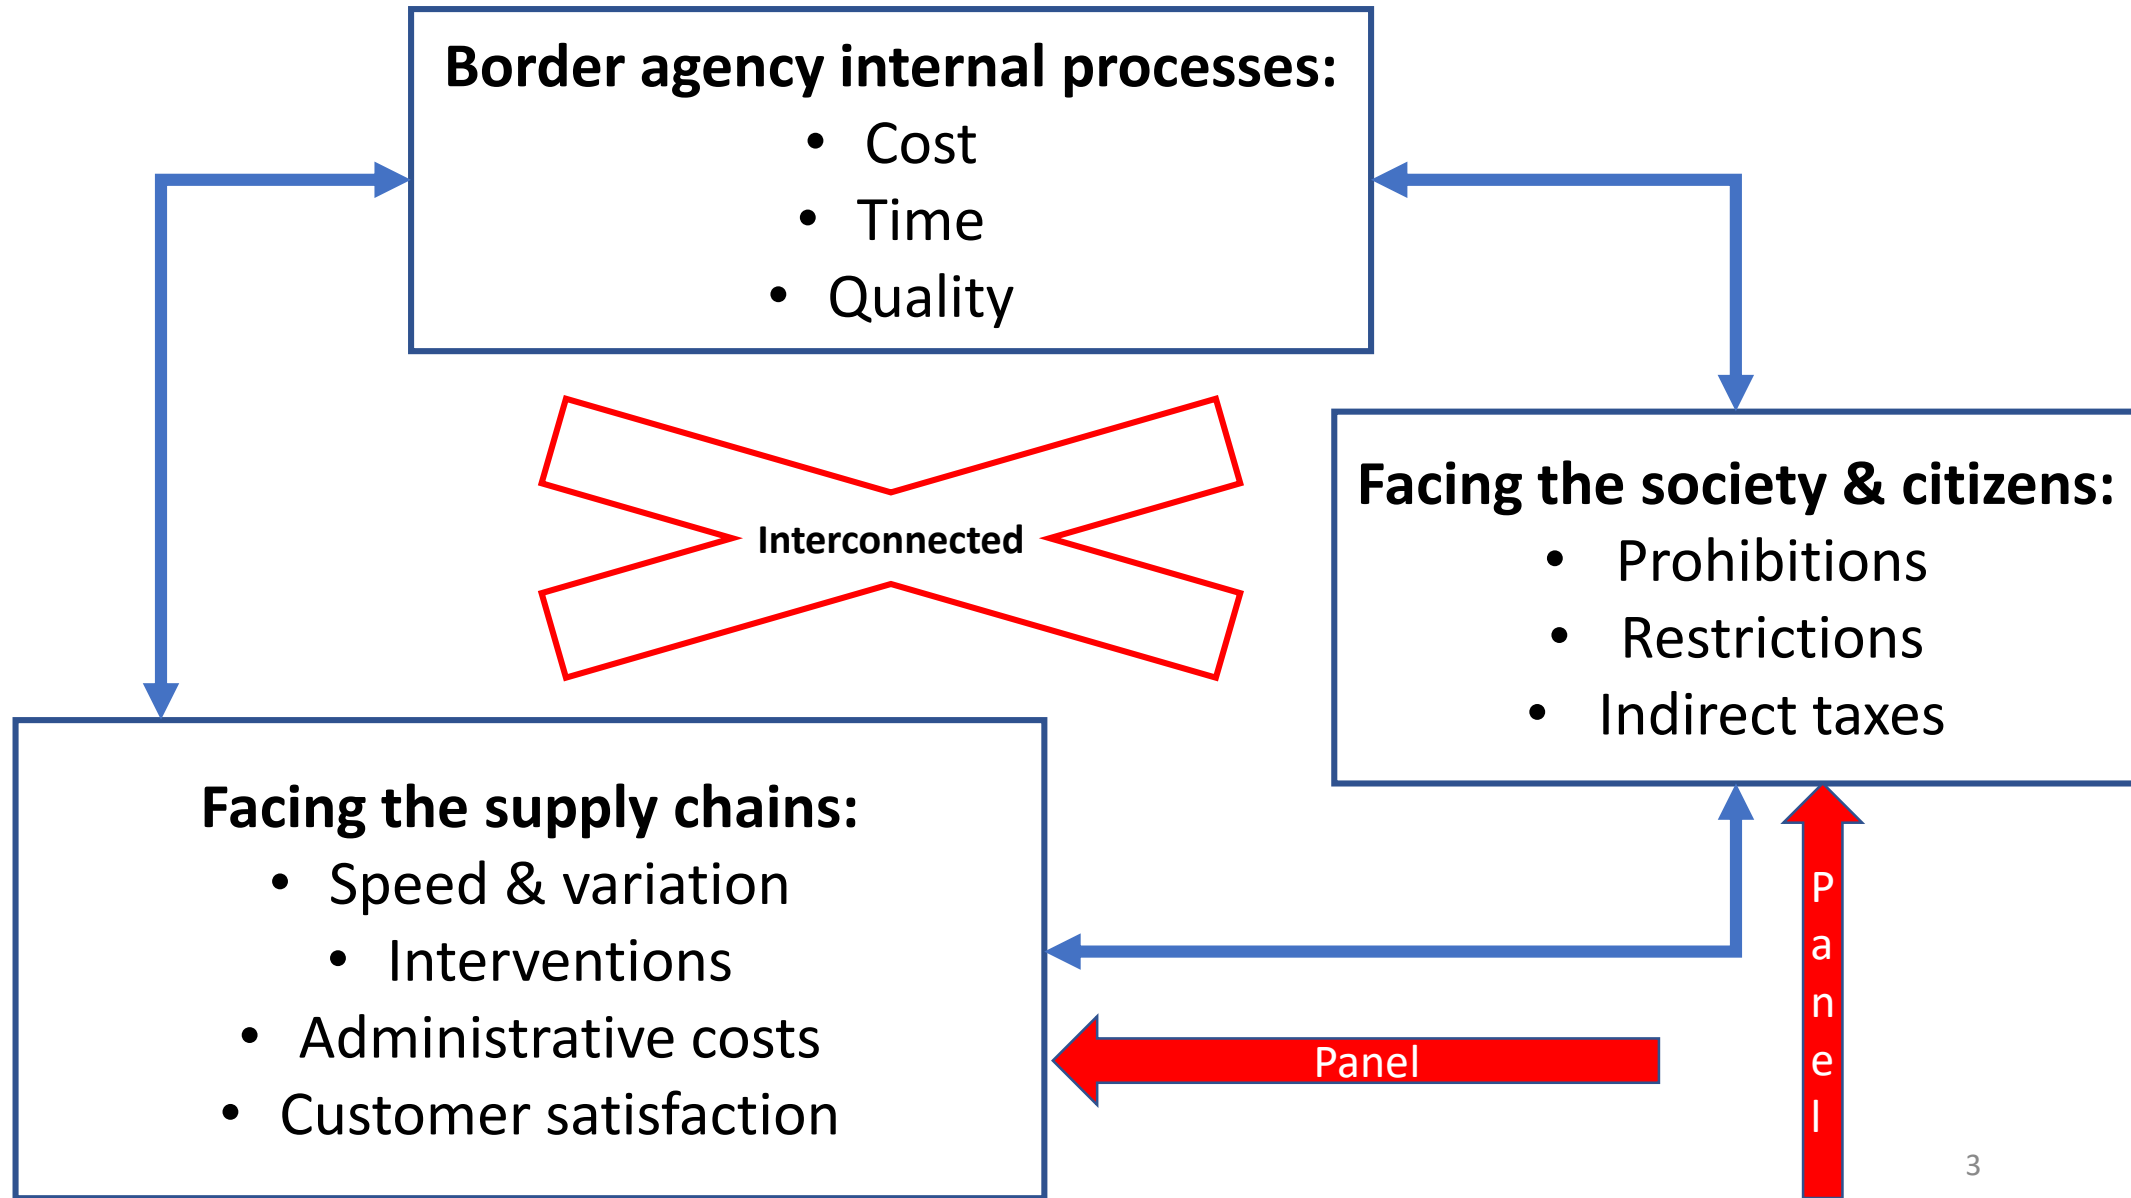 Border agency internal processes:
• Cost
• Time
• Quality
Interconnected
Facing the society & citizens:
• Prohibitions
• Restrictions
• Indirect taxes
Facing the supply chains:
• Speed & variation
• Interventions
• Administrative costs
• Customer satisfaction
Panel
Panel
3